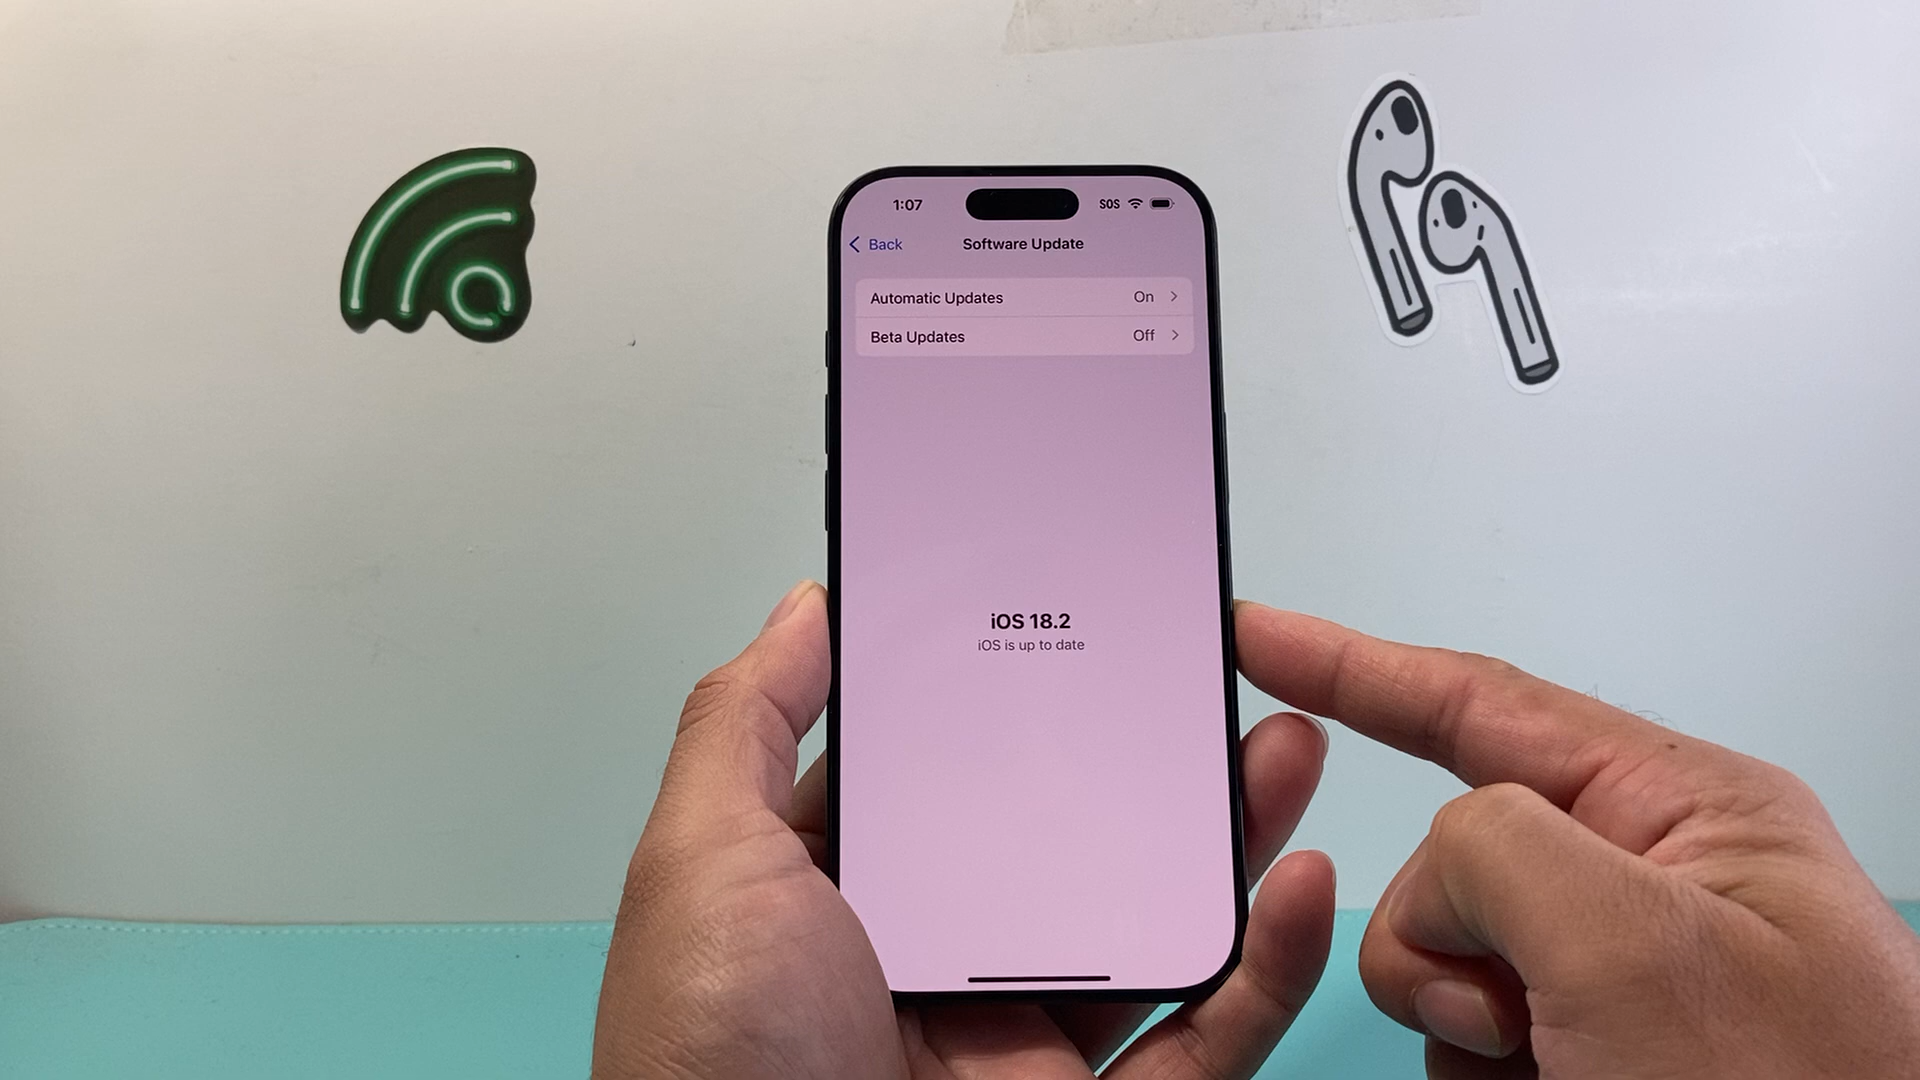 1:07 SOS
Back Software Update
Automatic Updates On
Beta Updates Off
iOS 18.2
iOS is up to date